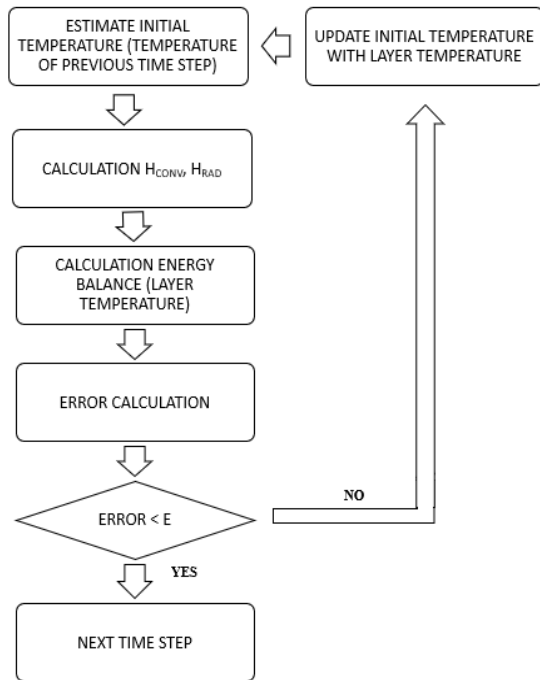 ESTIMATE INITIAL
TEMPERATURE (TEMPERATURE
OF PREVIOUS TIME STEP)
UPDATE INITIAL TEMPERATURE
WITH LAYER TEMPERATURE
CALCULATION HCONV, HRAD
CALCULATION ENERGY
BALANCE (LAYER
TEMPERATURE)
ERROR CALCULATION
ERROR < E
NO
YES
NEXT TIME STEP